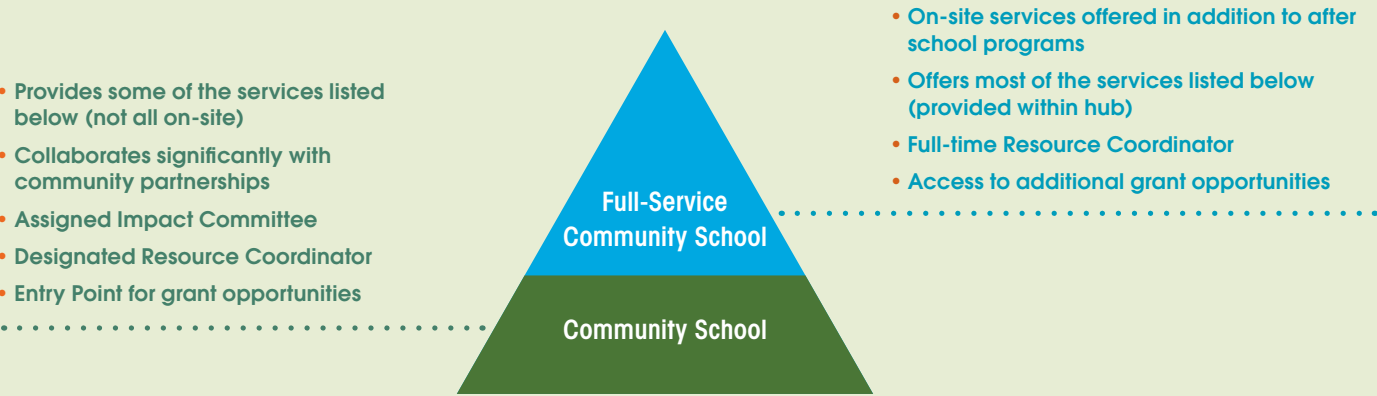 • Provides some of the services listed
below (not all on-site)
• Collaborates significantly with
community partnerships
• Assigned Impact Committee
• Designated Resource Coordinator
• Entry Point for grant opportunities
Full-Service
Community School
Community School
• On-site services offered in addition to after
school programs
• Offers most of the services listed below
(provided within hub)
• Full-time Resource Coordinator
• Access to additional grant opportunities